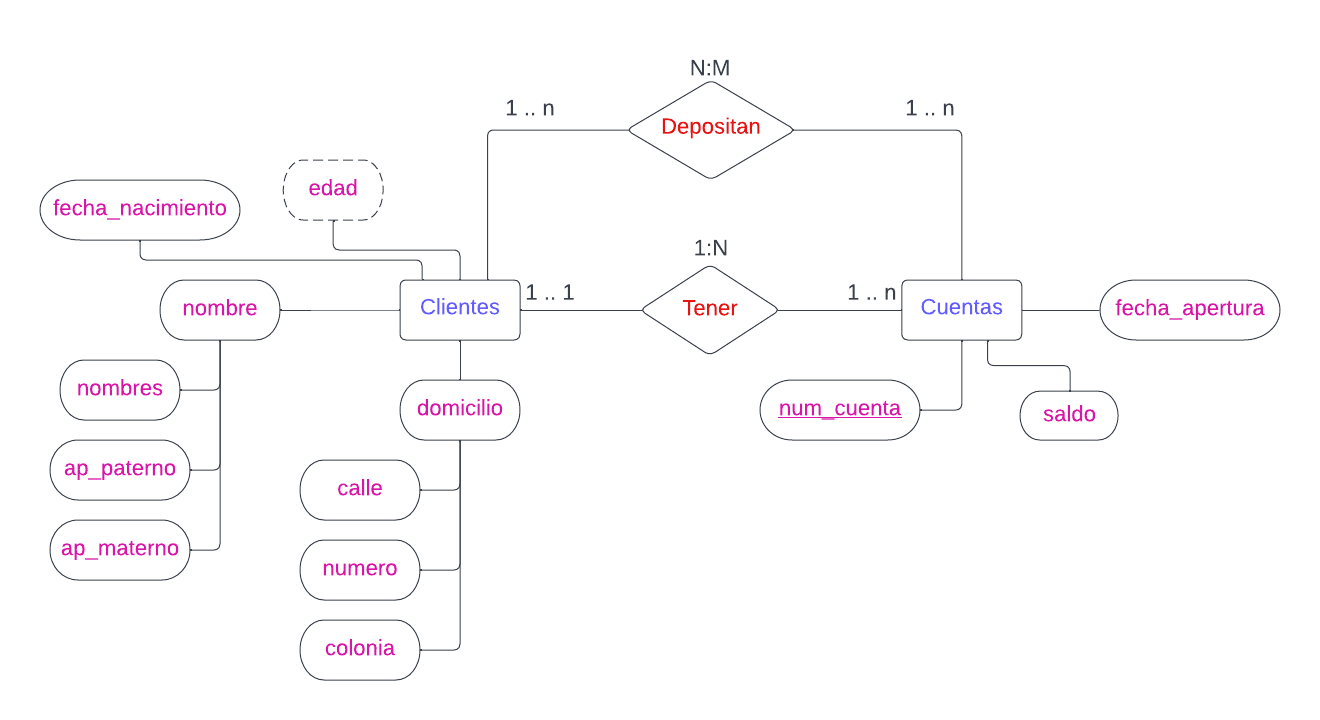 N:M
1 .. n
Depositan
1 .. n
edad
fecha_nacimiento
1:N
nombre
Clientes
1 .. 1
Tener
1 .. n
Cuentas
fecha_apertura
nombres
domicilio
num_cuenta
saldo
ap_paterno
calle
ap_materno
numero
colonia